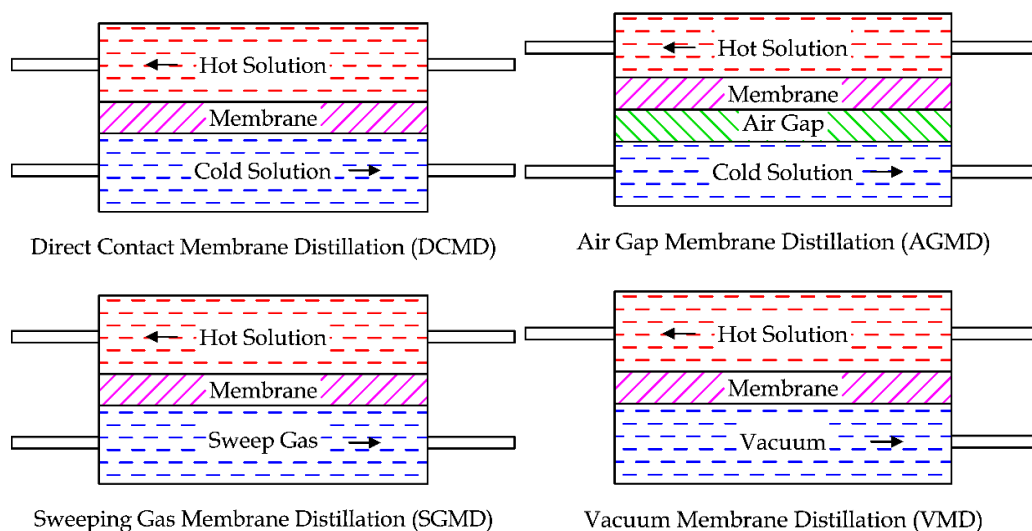 Hot Solution
Membrane
Cold Solution
Direct Contact Membrane Distillation (DCMD)
Hot Solution
Membrane
Air Gap
Cold Solution
Air Gap Membrane Distillation (AGMD)
Hot Solution
Membrane
Sweep Gas
Sweeping Gas Membrane Distillation (SGMD)
Hot Solution
Membrane
Vacuum
Vacuum Membrane Distillation (VMD)